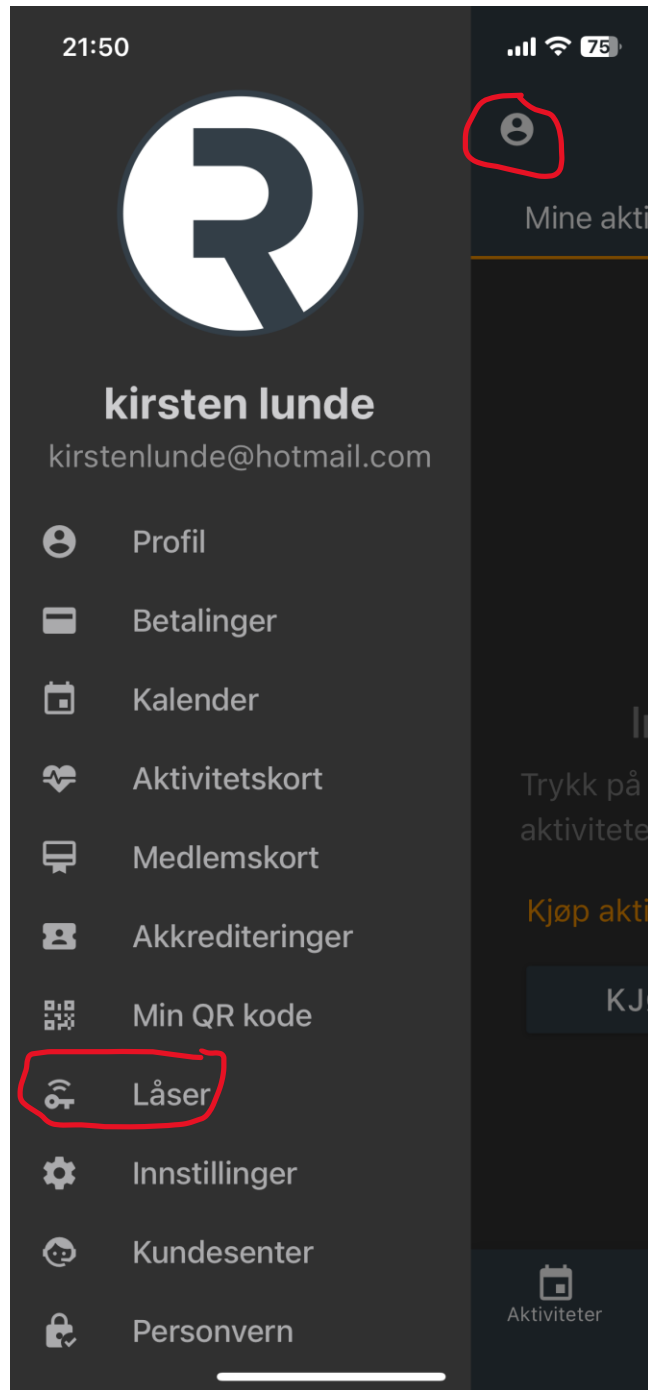 21:50
75
kirsten lunde
kirstenlunde@hotmail.com
Profil
Betalinger
Kalender
Aktivitetskort
Medlemskort
Akkrediteringer
Min QR kode
Låser
Innstillinger
Kundesenter
Personvern
Mine akti
Trykk på
aktivitete
Kjøp akti
Aktiviteter